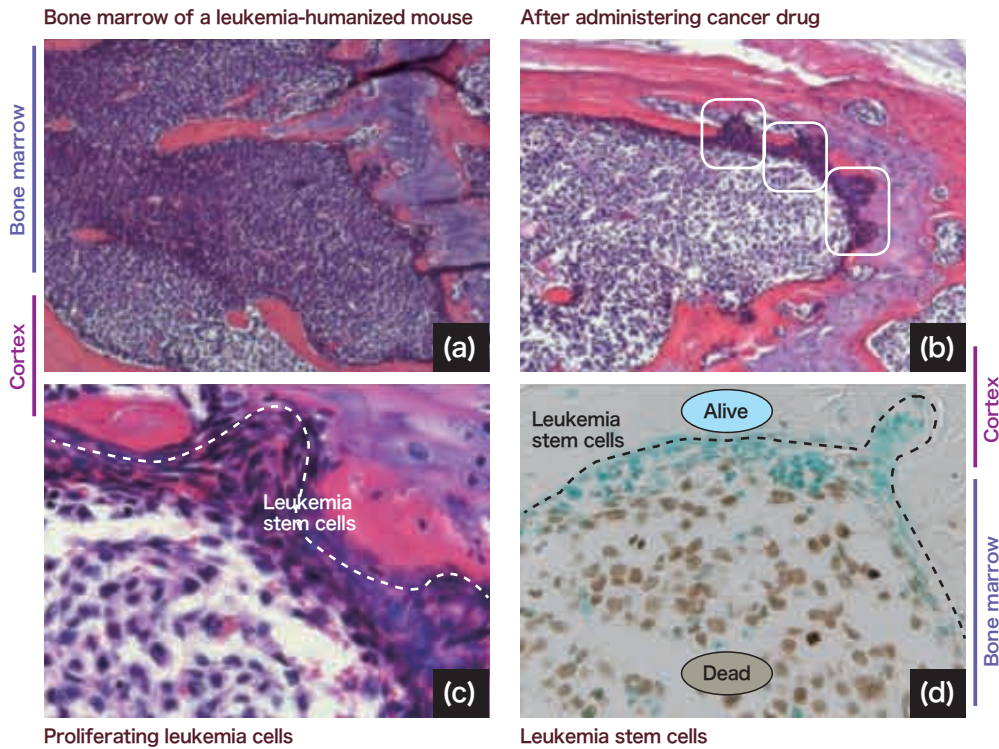 Bone marrow of a leukemia-humanized mouse
After administering cancer drug
Bone marrow
Cortex
(a)
(b)
Leukemia
stem cells
(c)
Leukemia
stem cells
Alive
Dead
(d)
Cortex
Bone marrow
Proliferating leukemia cells
Leukemia stem cells